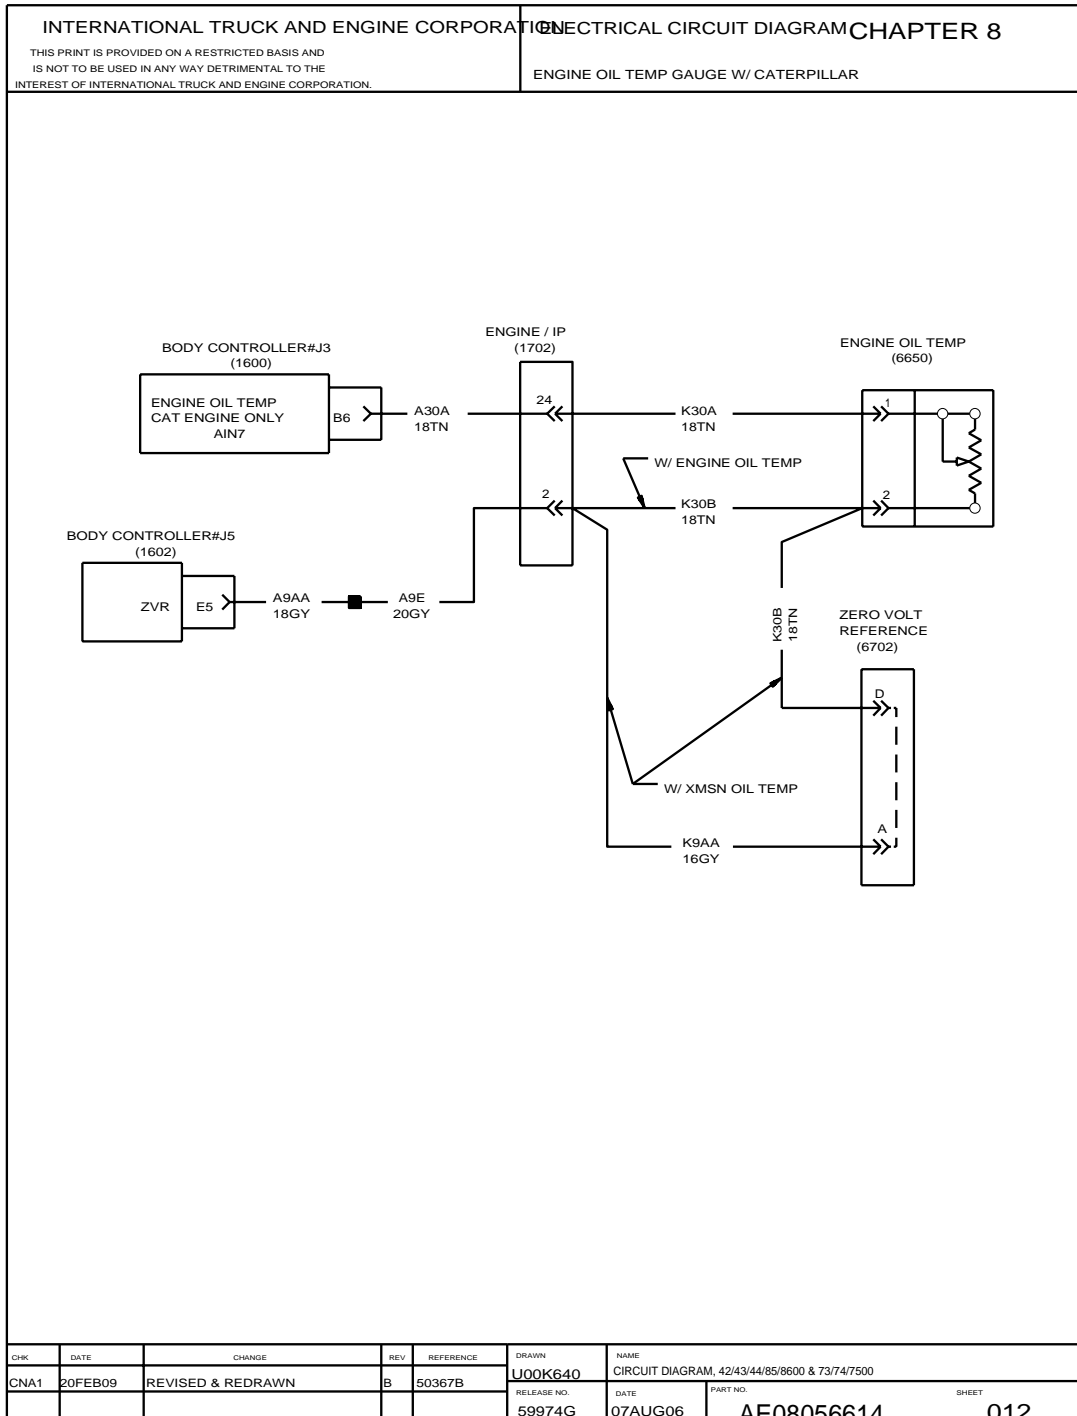 INTERNATIONAL TRUCK AND ENGINE CORPORATION
THIS PRINT IS PROVIDED ON A RESTRICTED BASIS AND
IS NOT TO BE USED IN ANY WAY DETRIMENTAL TO THE
INTEREST OF INTERNATIONAL TRUCK AND ENGINE CORPORATION.
ELECTRICAL CIRCUIT DIAGRAM
CHAPTER 8
ENGINE OIL TEMP GAUGE W/ CATERPILLAR
BODY CONTROLLER#J3
(1600)
ENGINE OIL TEMP
CAT ENGINE ONLY
AIN7
B6
A30A
18TN
ENGINE / IP
(1702)
24
2
K30A
18TN
W/ ENGINE OIL TEMP
K30B
18TN
ENGINE OIL TEMP
(6650)
1
2
BODY CONTROLLER#J5
(1602)
ZVR
E5
A9AA
18GY
A9E
20GY
K30B
18TN
ZERO VOLT
REFERENCE
(6702)
D
A
W/ XMSN OIL TEMP
K9AA
16GY
CHK DATE CHANGE REV REFERENCE
CNA1 20FEB09 REVISED & REDRAWN B 50367B
DRAWN
U00K640
NAME
CIRCUIT DIAGRAM, 42/43/44/85/8600 & 73/74/7500
RELEASE NO.
59974G
DATE
07AUG06
PART NO.
AE08056614
SHEET
012